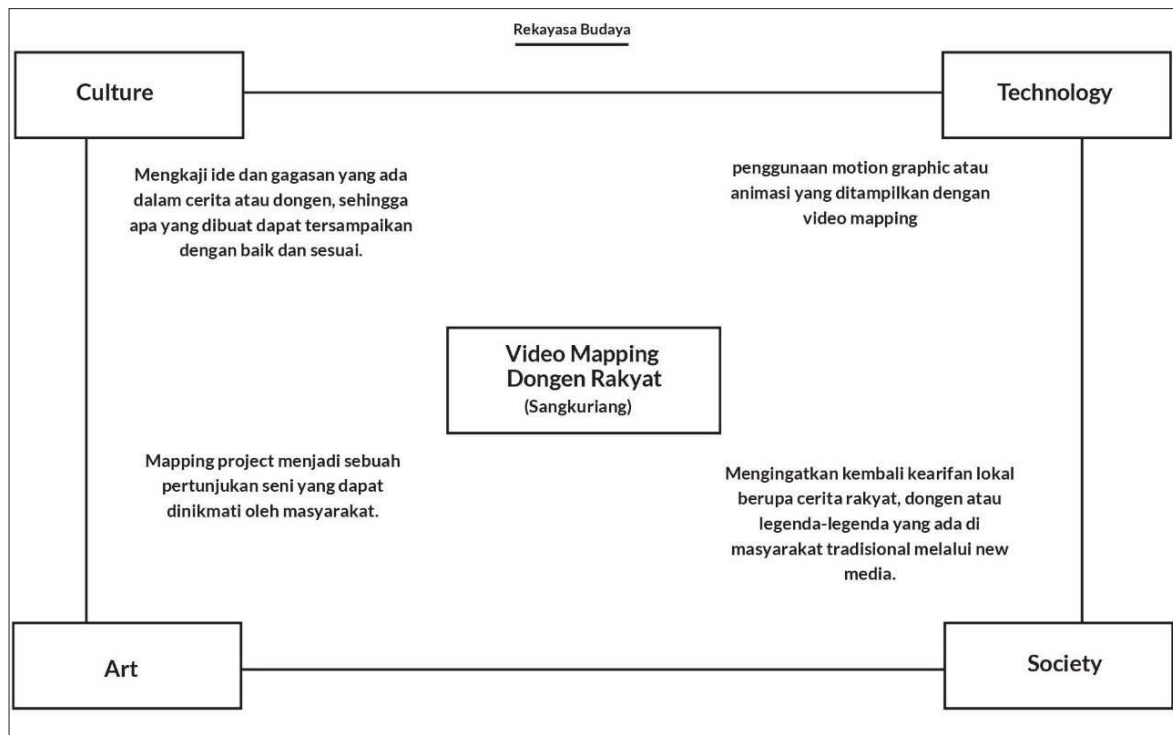 Rekayasa Budaya
Culture
Technology
Mengkaji ide dan gagasan yang ada
dalam cerita atau dongen, sehingga
apa yang dibuat dapat tersampaikan
dengan baik dan sesuai.
penggunaan motion graphic atau
animasi yang ditampilkan dengan
video mapping
Video Mapping
Dongen Rakyat
(Sangkuriang)
Mapping project menjadi sebuah
pertunjukan seni yang dapat
dinikmati oleh masyarakat.
Mengingatkan kembali kearifan lokal
berupa cerita rakyat, dongen atau
legenda-legenda yang ada di
masyarakat tradisional melalui new
media.
Art
Society